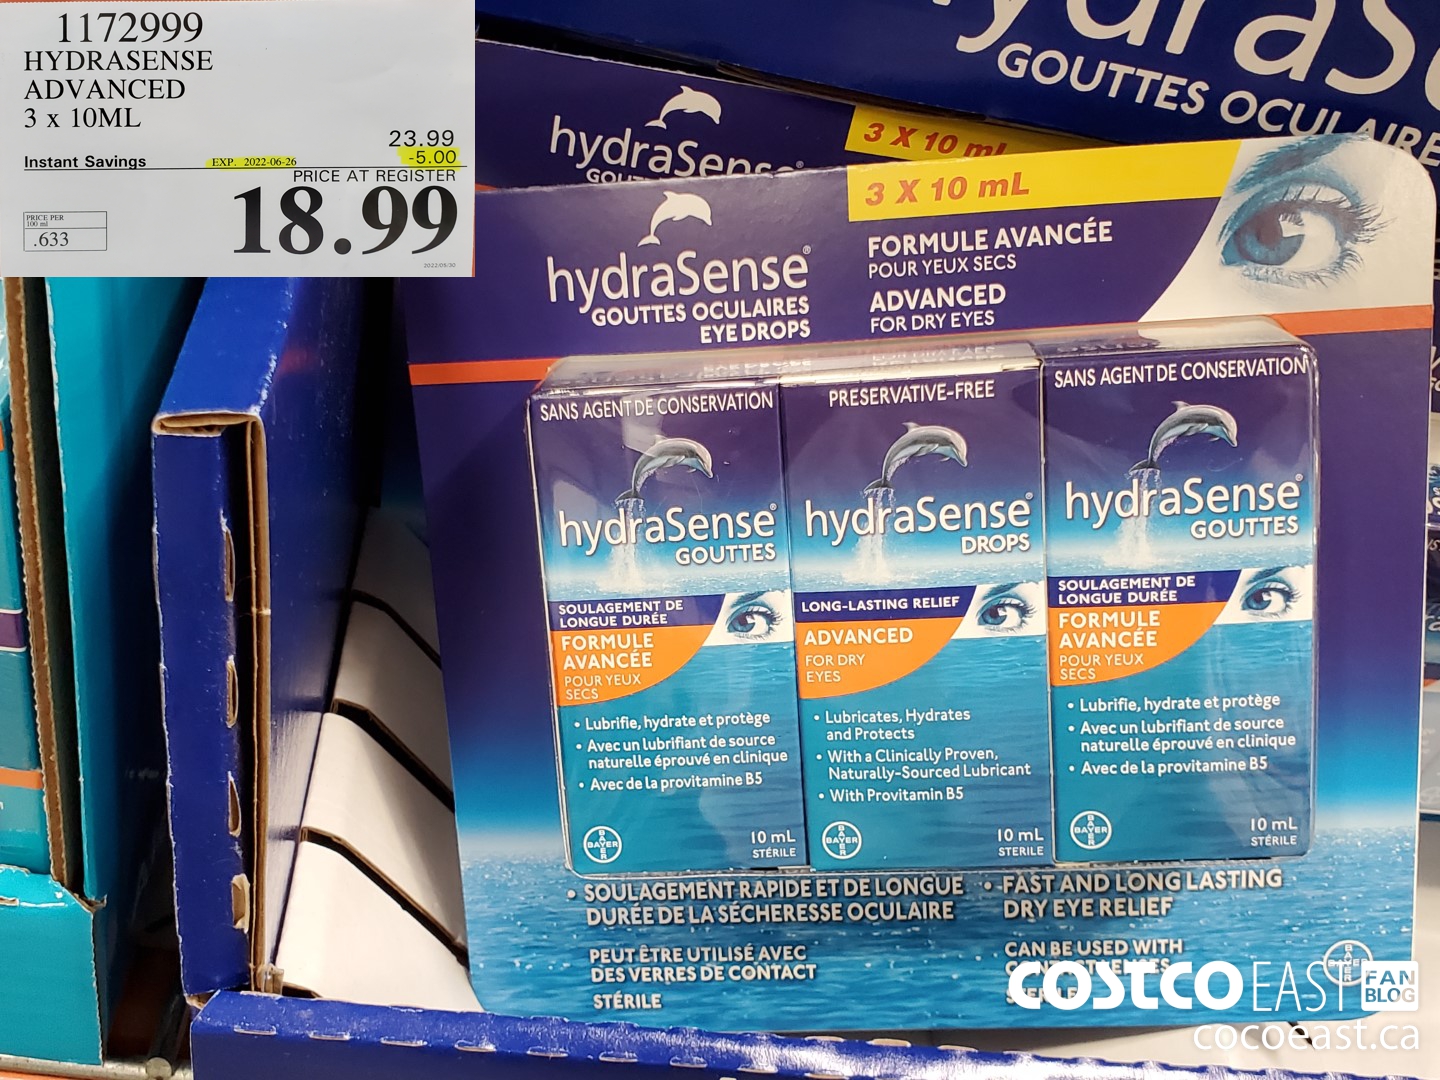 1172999
HYDRASENSE
ADVANCED
3 x 10ML
23.99
Instant Savings EXP. 2022-06-26 -5.00
PRICE AT REGISTER
18.99
PRICE PER
100 ml
.633
2022/05/30
GOUTTES OCULAIRE
hydraSense
3 X 10 mL
hydraSense®
GOUTTES OCULAIRES
EYE DROPS
3 X 10 mL
FORMULE AVANCÉE
POUR YEUX SECS
ADVANCED
FOR DRY EYES
SANS AGENT DE CONSERVATION
hydraSense®
GOUTTES
SOULAGEMENT DE
LONGUE DURÉE
FORMULE
AVANCÉE
POUR YEUX
SECS
• Lubrifie, hydrate et protège
• Avec un lubrifiant de source
naturelle éprouvé en clinique
• Avec de la provitamine B5
BAYER
10 mL
STÉRILE
PRESERVATIVE-FREE
hydraSense®
DROPS
LONG-LASTING RELIEF
ADVANCED
FOR DRY
EYES
• Lubricates, Hydrates
and Protects
• With a Clinically Proven,
Naturally-Sourced Lubricant
• With Provitamin B5
BAYER
10 mL
STERILE
SANS AGENT DE CONSERVATION
hydraSense®
GOUTTES
SOULAGEMENT DE
LONGUE DURÉE
FORMULE
AVANCÉE
POUR YEUX
SECS
• Lubrifie, hydrate et protège
• Avec un lubrifiant de source
naturelle éprouvé en clinique
• Avec de la provitamine B5
BAYER
10 mL
STÉRILE
• SOULAGEMENT RAPIDE ET DE LONGUE
DURÉE DE LA SÉCHERESSE OCULAIRE
PEUT ÊTRE UTILISÉ AVEC
DES VERRES DE CONTACT
STÉRILE
• FAST AND LONG LASTING
DRY EYE RELIEF
CAN BE USED WITH
COSTCO EAST FAN
BLOG
cocoeast.ca